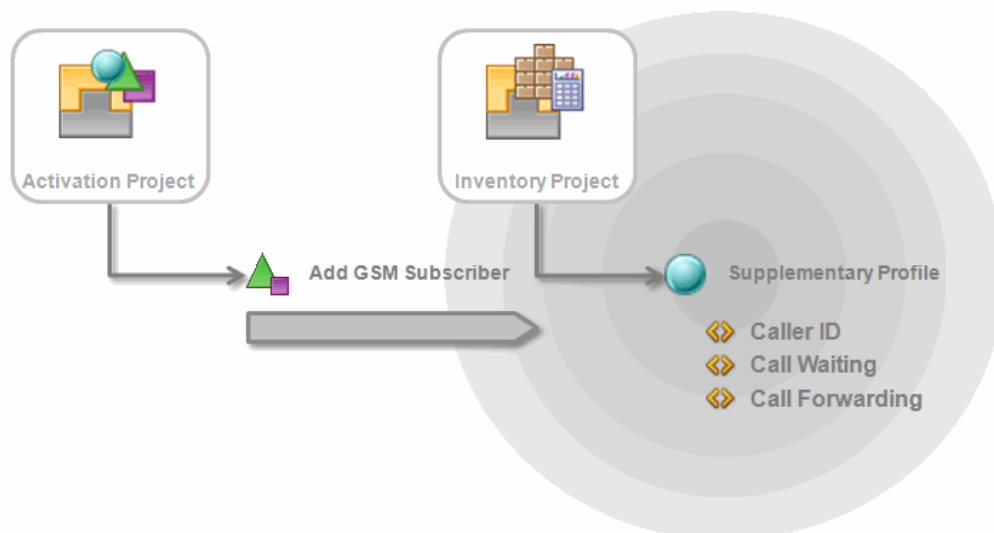 Activation Project
Inventory Project
Add GSM Subscriber
Supplementary Profile
Caller ID
Call Waiting
Call Forwarding